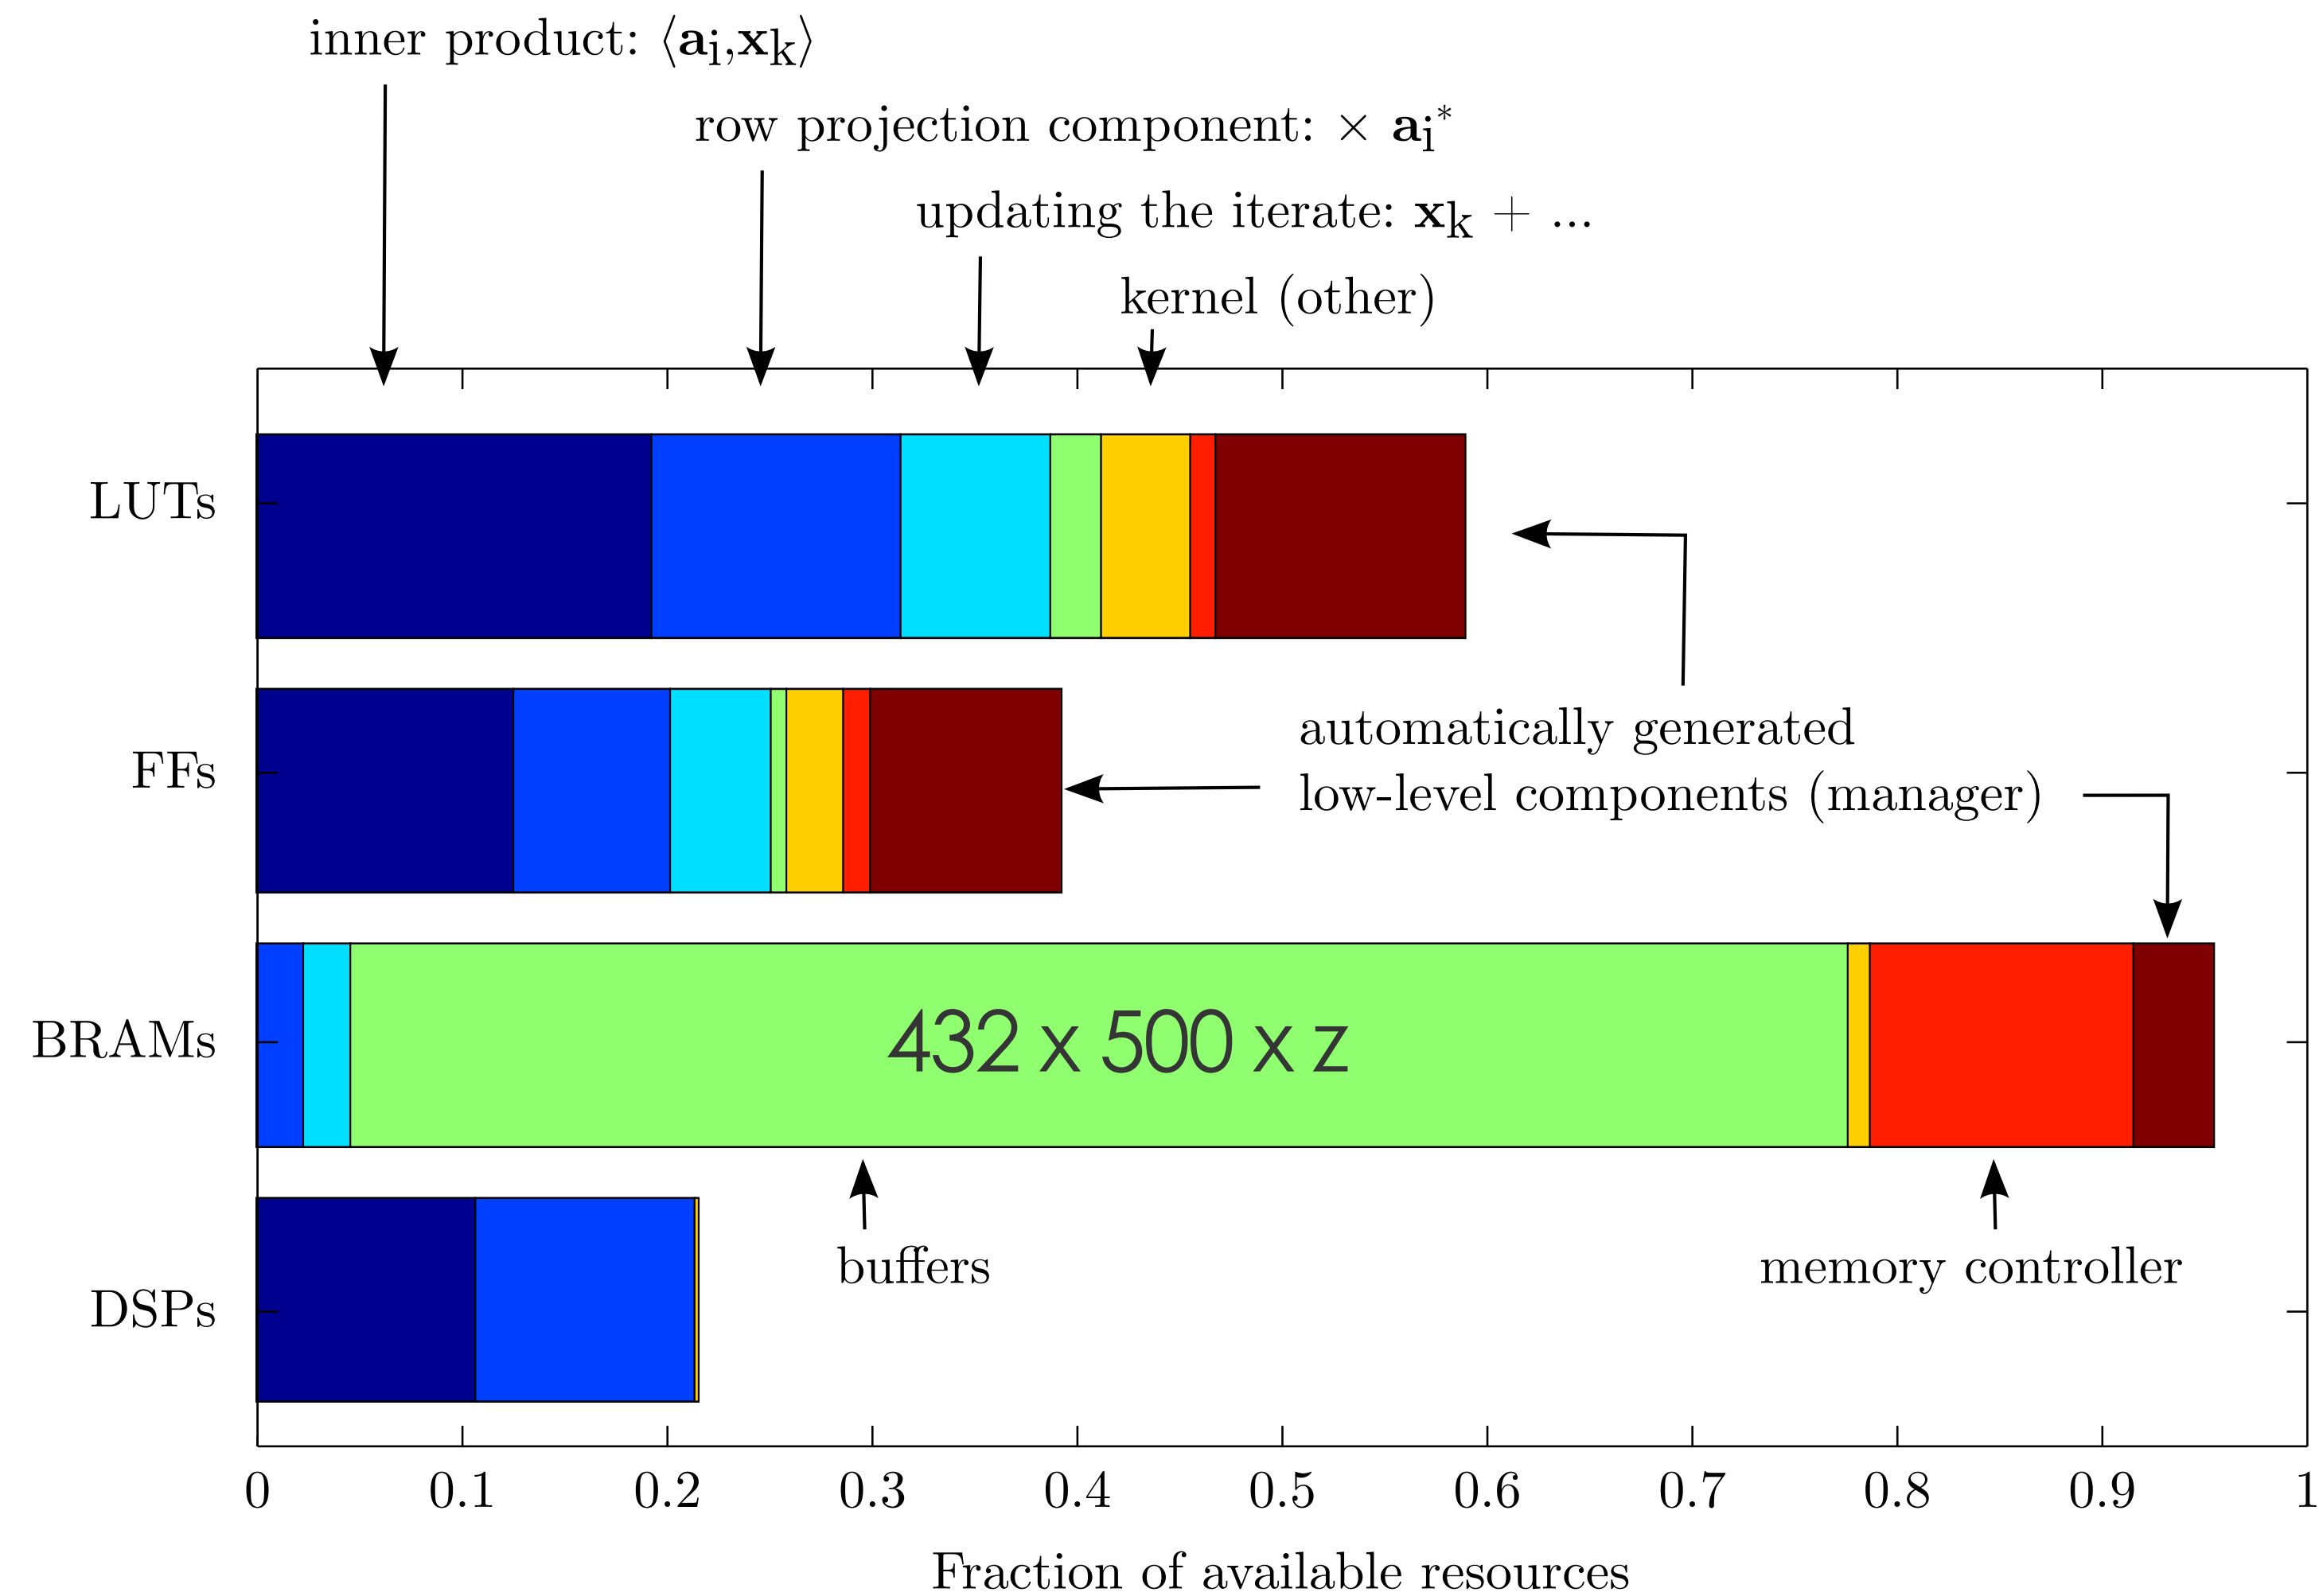 inner product: ⟨aᵢ,xₖ⟩
row projection component: × aᵢ*
updating the iterate: xₖ + ...
kernel (other)
LUTs
automatically generated
low-level components (manager)
FFs
BRAMs
432 x 500 x z
buffers
memory controller
DSPs
0 0.1 0.2 0.3 0.4 0.5 0.6 0.7 0.8 0.9 1
Fraction of available resources